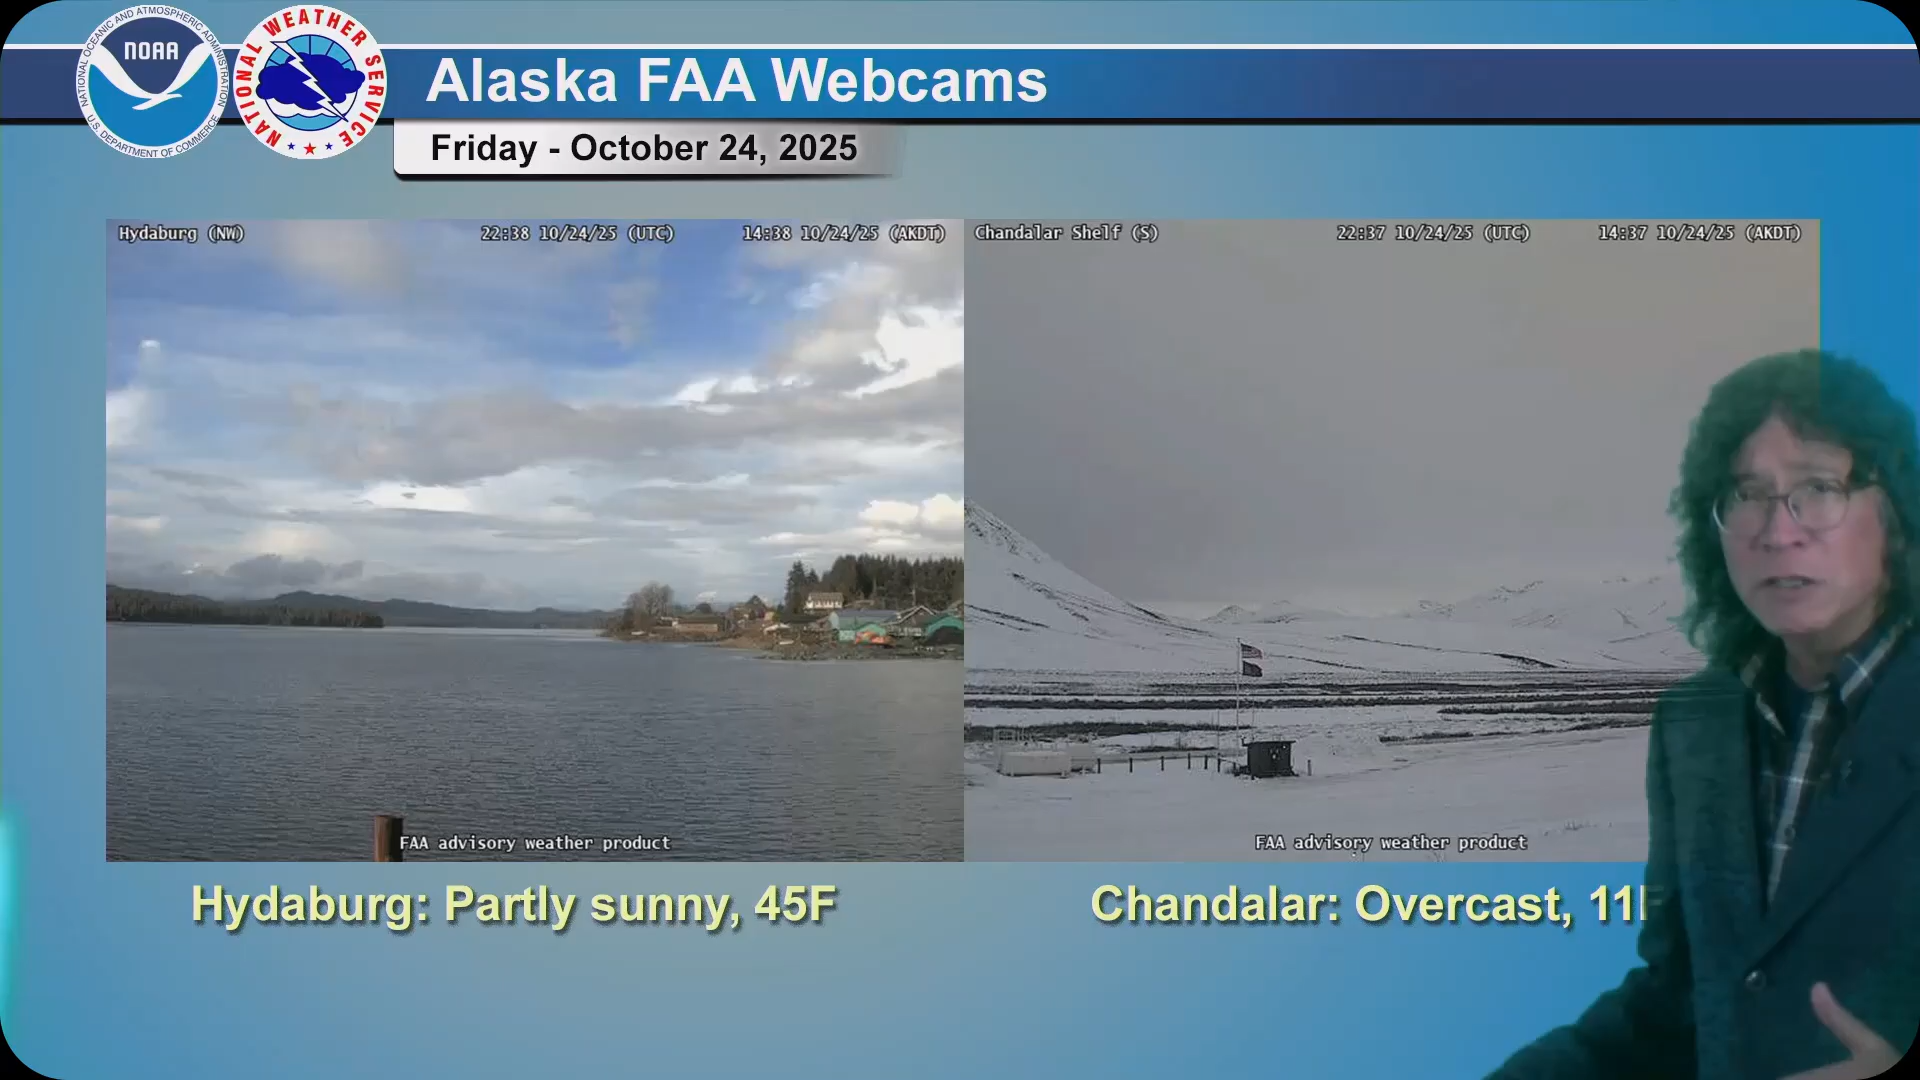 NATIONAL OCEANIC AND ATMOSPHERIC ADMINISTRATION
NOAA
U.S. DEPARTMENT OF COMMERCE
NATIONAL WEATHER SERVICE
Alaska FAA Webcams
Friday - October 24, 2025
Hydaburg (NW) 22:38 10/24/25 (UTC) 14:38 10/24/25 (AKDT)
Chandalar Shelf (S) 22:37 10/24/25 (UTC) 14:37 10/24/25 (AKDT)
FAA advisory weather product
FAA advisory weather product
Hydaburg: Partly sunny, 45F
Chandalar: Overcast, 11F